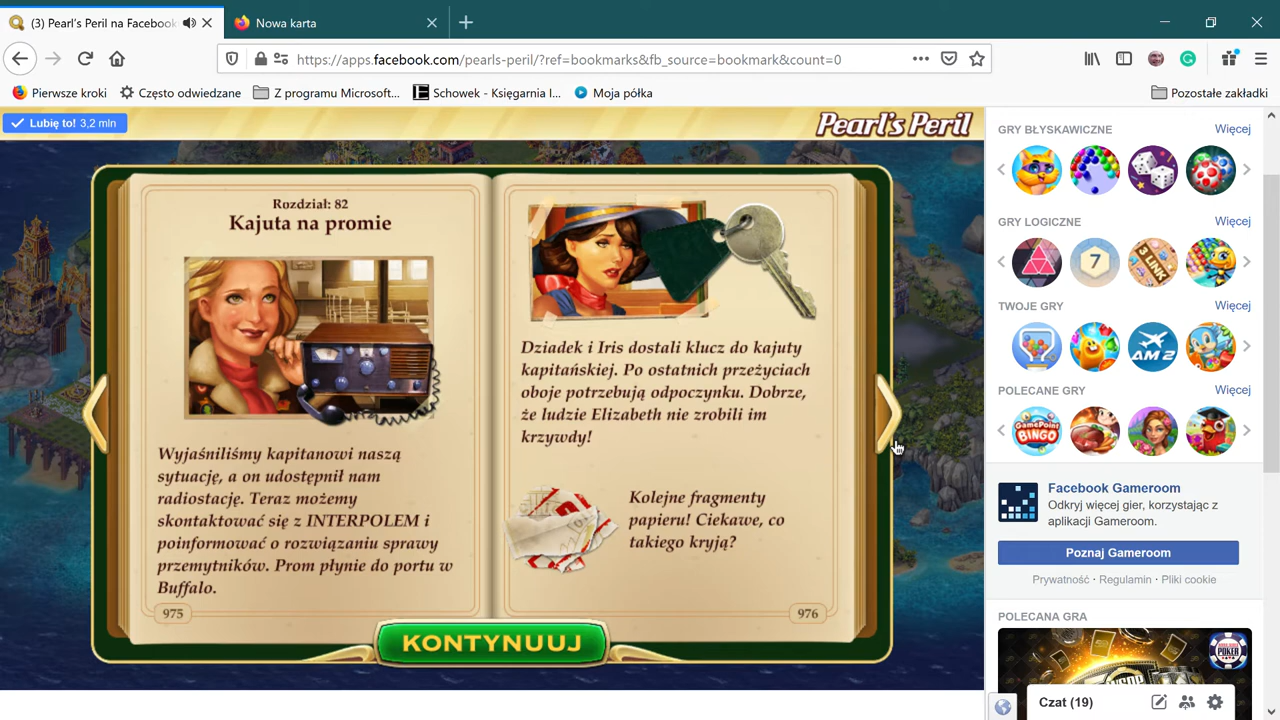 (3) Pearl's Peril na Facebook
Nowa karta
https://apps.facebook.com/pearls-peril/?ref=bookmarks&fb_source=bookmark&count=0
Pierwsze kroki
Często odwiedzane
Z programu Microsoft...
Schowek - Księgarnia I...
Moja półka
Pozostałe zakładki
Lubię to! 3,2 mln
Pearl's Peril
Rozdział: 82
Kajuta na promie
Wyjaśniliśmy kapitanowi naszą
sytuację, a on udostępnił nam
radiostację. Teraz możemy
skontaktować się z INTERPOLEM i
poinformować o rozwiązaniu sprawy
przemytników. Prom płynie do portu w
Buffalo.
975
Dziadek i Iris dostali klucz do kajuty
kapitańskiej. Po ostatnich przeżyciach
oboje potrzebują odpoczynku. Dobrze,
że ludzie Elizabeth nie zrobili im
krzywdy!
Kolejne fragmenty
papieru! Ciekawe, co
takiego kryją?
976
KONTYNUUJ
GRY BŁYSKAWICZNE
Więcej
GRY LOGICZNE
Więcej
7
3 LINK
TWOJE GRY
Więcej
AM 2
POLECANE GRY
Więcej
GamePoint
BINGO
Facebook Gameroom
Odkryj więcej gier, korzystając z
aplikacji Gameroom.
Poznaj Gameroom
Prywatność · Regulamin · Pliki cookie
POLECANA GRA
POKER
Czat (19)